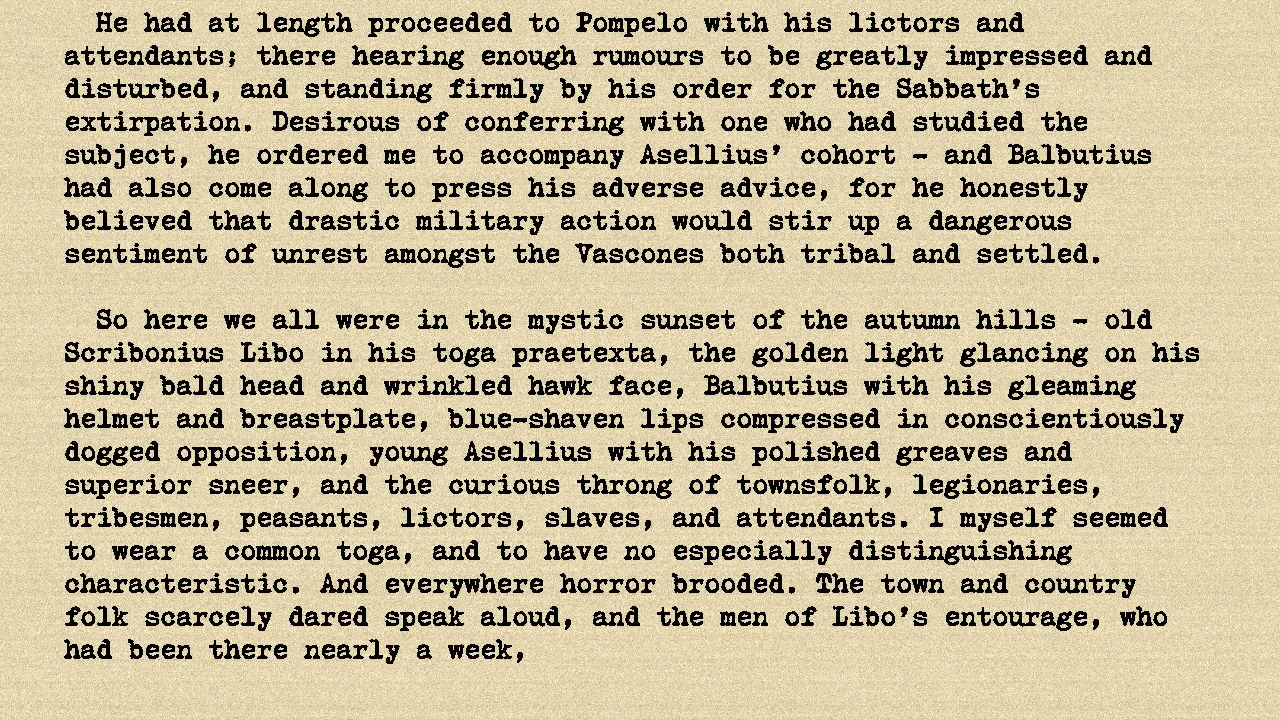 He had at length proceeded to Pompelo with his lictors and
attendants; there hearing enough rumours to be greatly impressed and
disturbed, and standing firmly by his order for the Sabbath's
extirpation. Desirous of conferring with one who had studied the
subject, he ordered me to accompany Asellius' cohort – and Balbutius
had also come along to press his adverse advice, for he honestly
believed that drastic military action would stir up a dangerous
sentiment of unrest amongst the Vascones both tribal and settled.

So here we all were in the mystic sunset of the autumn hills – old
Scribonius Libo in his toga praetexta, the golden light glancing on his
shiny bald head and wrinkled hawk face, Balbutius with his gleaming
helmet and breastplate, blue-shaven lips compressed in conscientiously
dogged opposition, young Asellius with his polished greaves and
superior sneer, and the curious throng of townsfolk, legionaries,
tribesmen, peasants, lictors, slaves, and attendants. I myself seemed
to wear a common toga, and to have no especially distinguishing
characteristic. And everywhere horror brooded. The town and country
folk scarcely dared speak aloud, and the men of Libo's entourage, who
had been there nearly a week,